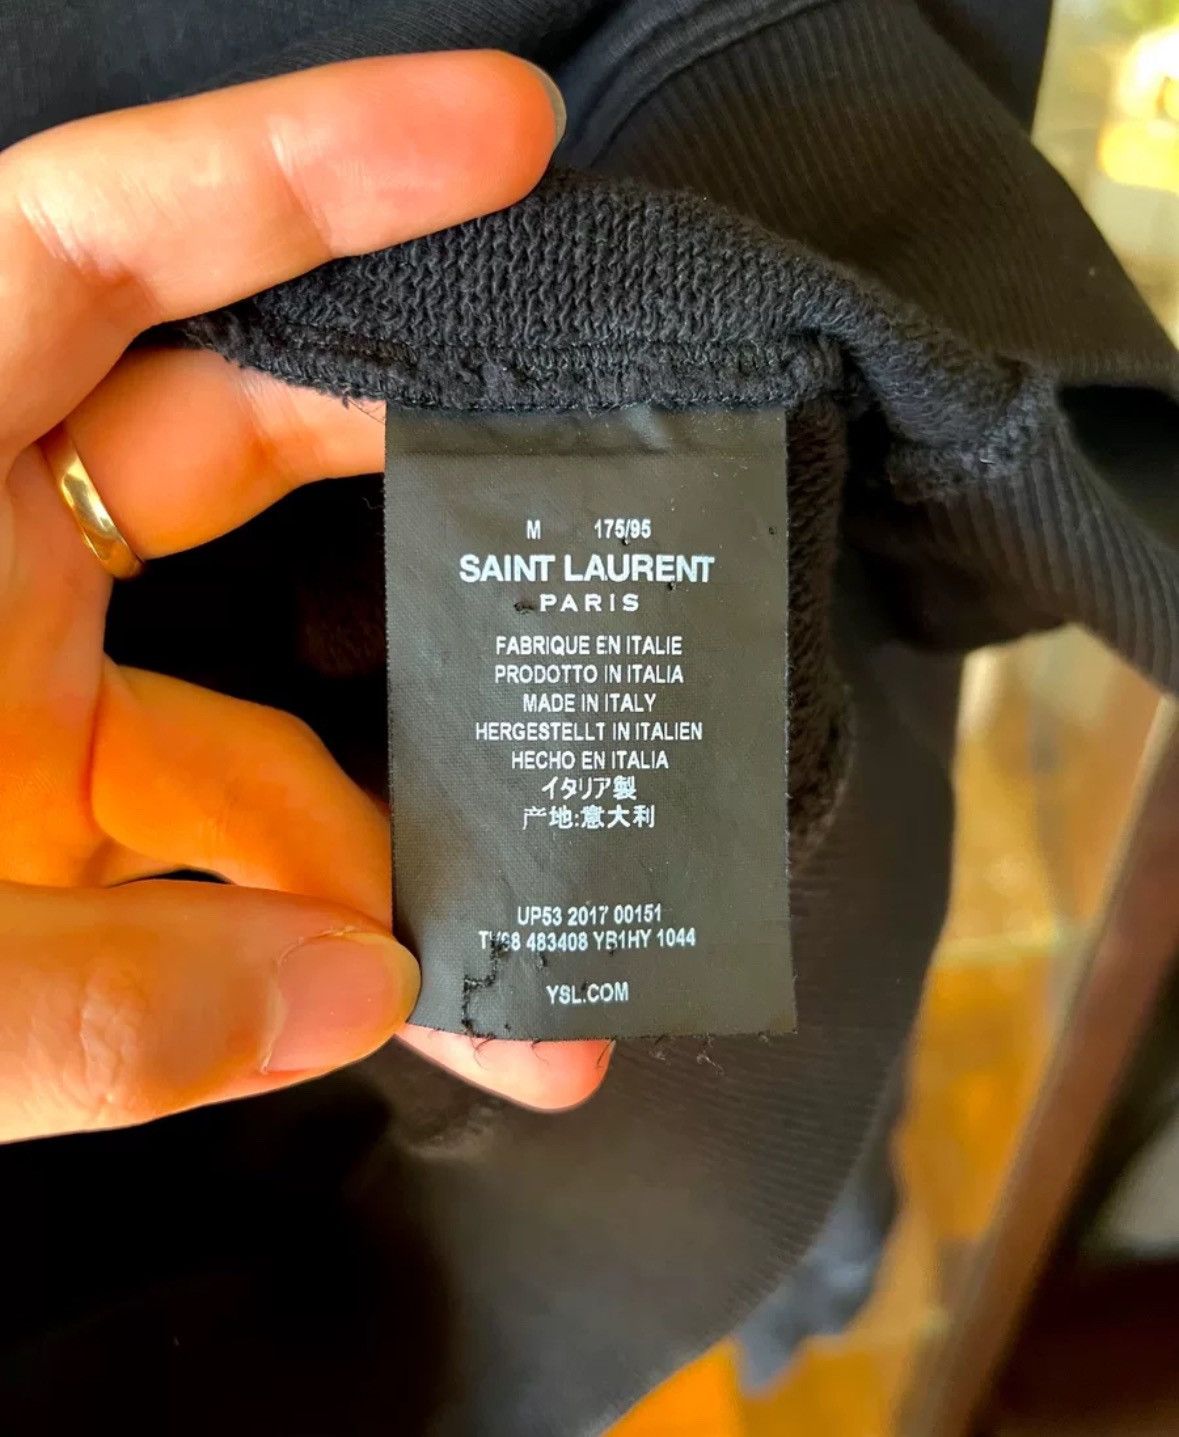 M 175/95
SAINT LAURENT
PARIS
FABRIQUE EN ITALIE
PRODOTTO IN ITALIA
MADE IN ITALY
HERGESTELLT IN ITALIEN
HECHO EN ITALIA
イタリア製
产地:意大利
UP53 2017 00151
483408 YB1HY 1044
YSL.COM